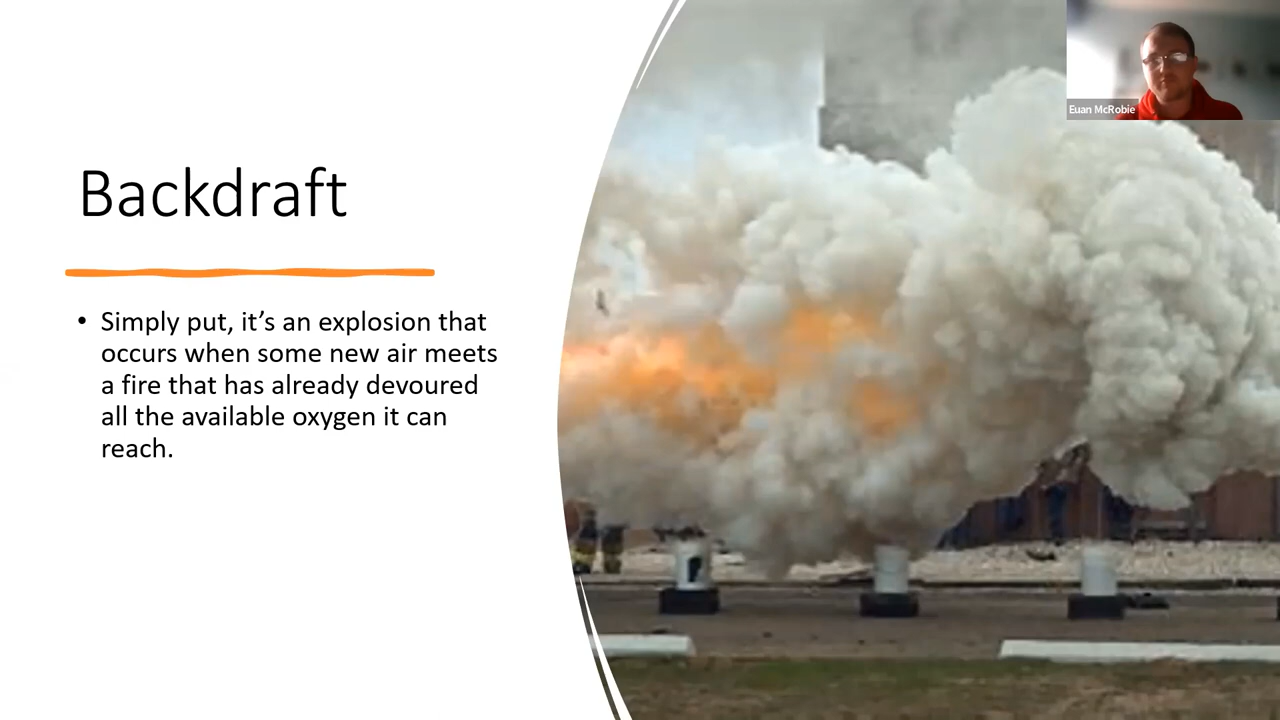 Euan McRobie
Backdraft
• Simply put, it’s an explosion that
occurs when some new air meets
a fire that has already devoured
all the available oxygen it can
reach.